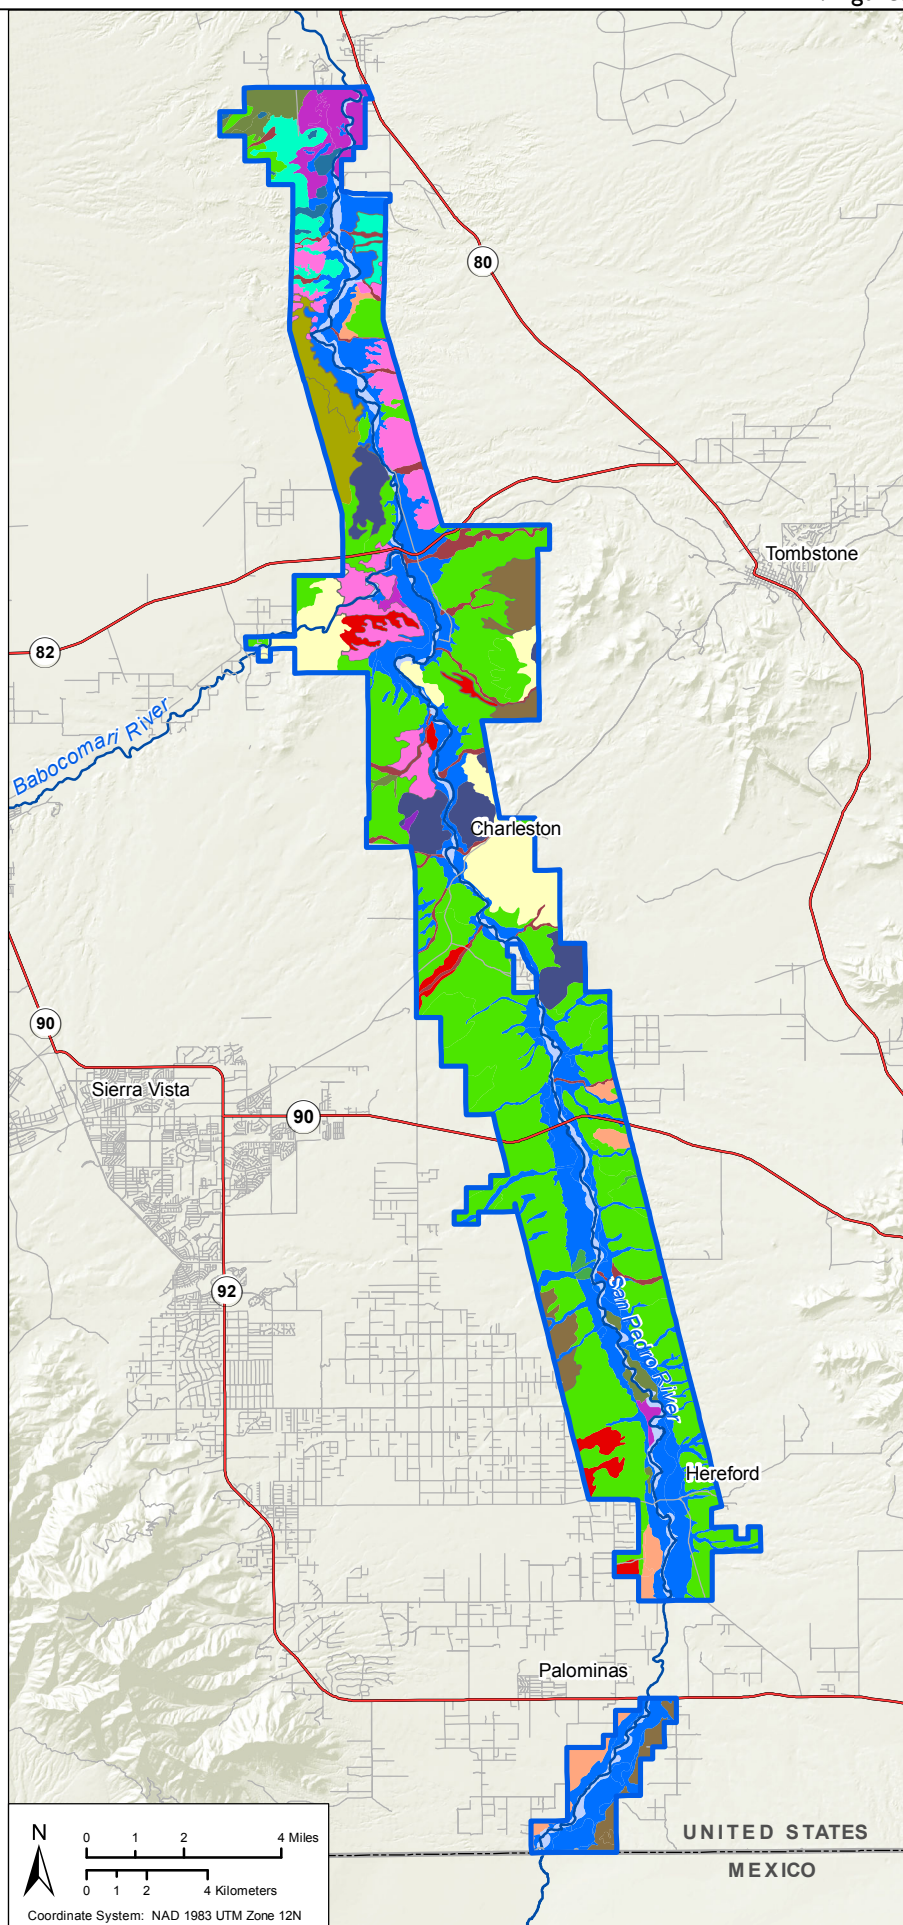 80
Tombstone
82
Babocomari River
Charleston
90
Sierra Vista
90
92
San Pedro River
Hereford
Palominas
N
0 1 2 4 Miles
0 1 2 4 Kilometers
Coordinate System: NAD 1983 UTM Zone 12N
UNITED STATES
MEXICO